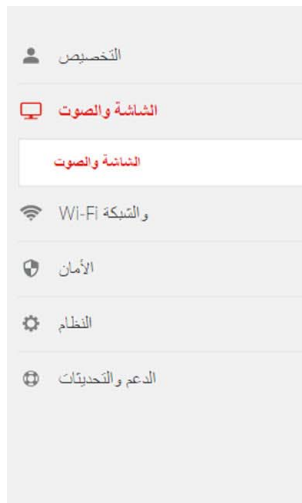 التخصيص
الشاشة والصوت
الشاشة والصوت
والشبكة Wi-Fi
الأمان
النظام
الدعم والتحديثات